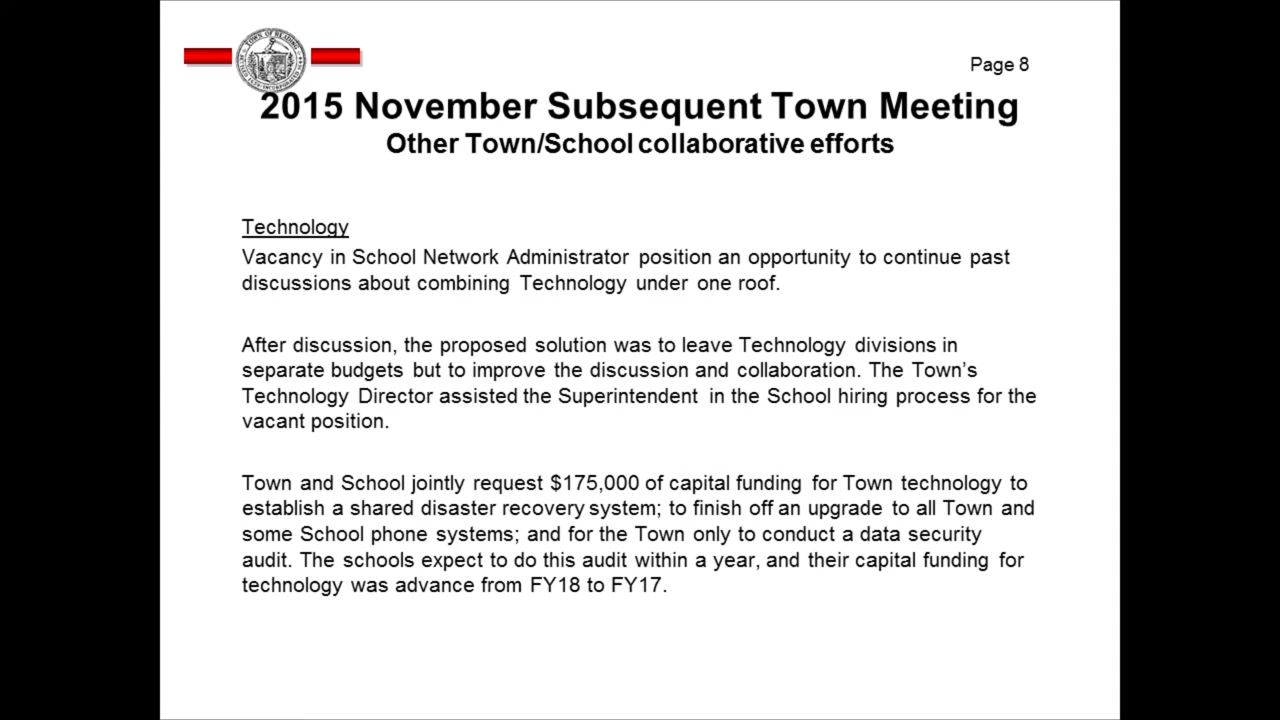 Page 8
2015 November Subsequent Town Meeting
Other Town/School collaborative efforts
Technology
Vacancy in School Network Administrator position an opportunity to continue past
discussions about combining Technology under one roof.
After discussion, the proposed solution was to leave Technology divisions in
separate budgets but to improve the discussion and collaboration. The Town's
Technology Director assisted the Superintendent in the School hiring process for the
vacant position.
Town and School jointly request $175,000 of capital funding for Town technology to
establish a shared disaster recovery system; to finish off an upgrade to all Town and
some School phone systems; and for the Town only to conduct a data security
audit. The schools expect to do this audit within a year, and their capital funding for
technology was advance from FY18 to FY17.